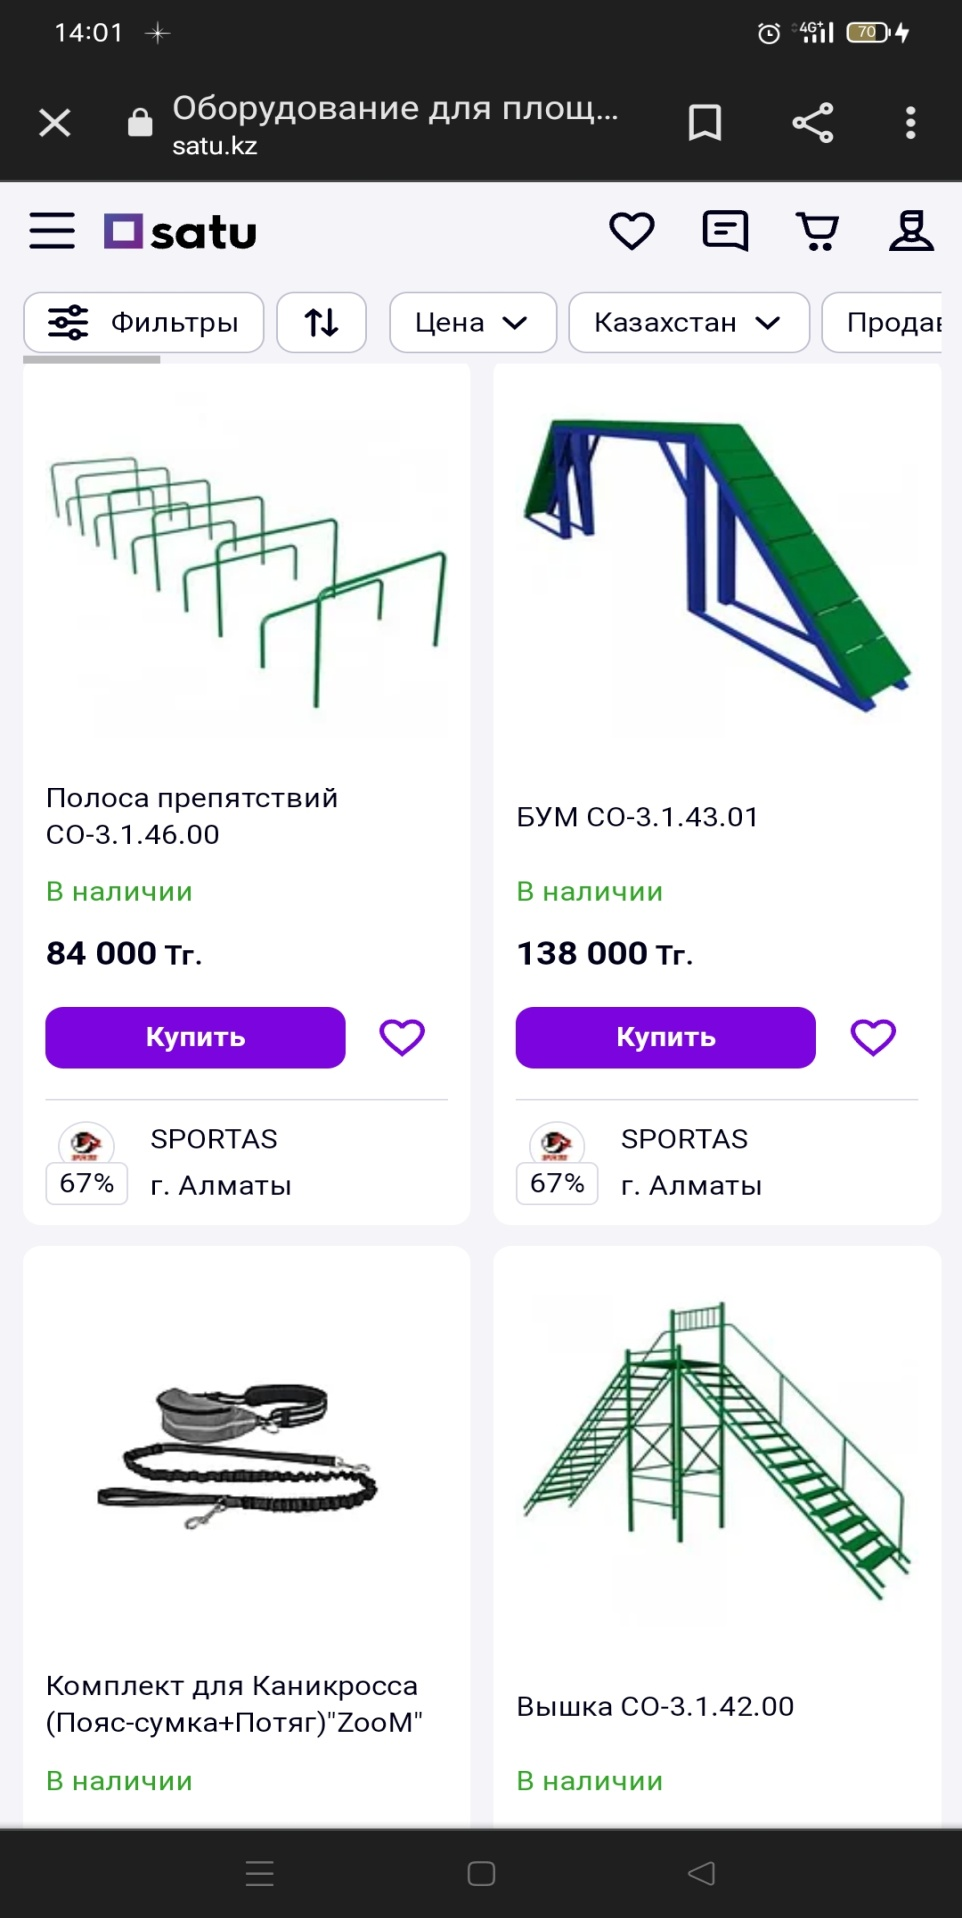 14:01
4G+
70
Оборудование для площ...
satu.kz
satu
Фильтры
Цена
Казахстан
Продав
Полоса препятствий
СО-3.1.46.00
В наличии
84 000 Тг.
Купить
SPORTAS
67%
г. Алматы
БУМ СО-3.1.43.01
В наличии
138 000 Тг.
Купить
SPORTAS
67%
г. Алматы
Комплект для Каникросса
(Пояс-сумка+Потяг)"ZooM"
В наличии
Вышка СО-3.1.42.00
В наличии